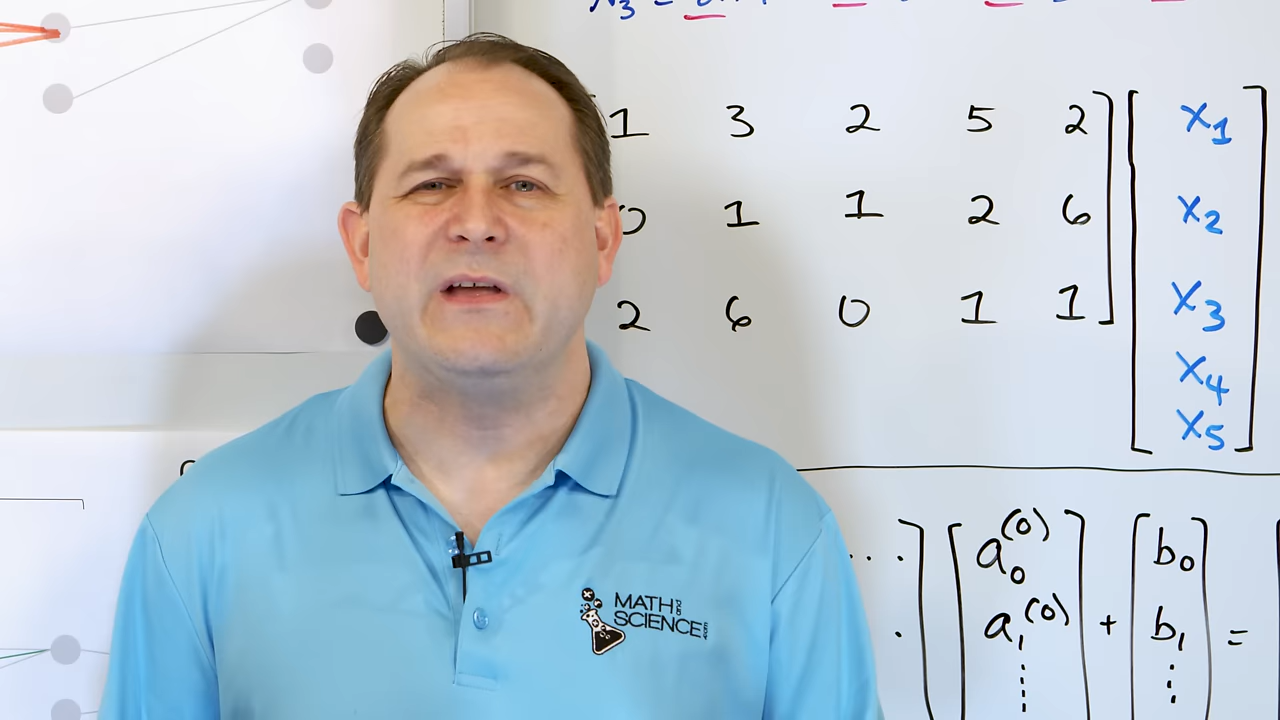 1 3 2 5 2 x₁
0 1 1 2 6 x₂
2 6 0 1 1 x₃
x₄
x₅
... a₀⁽⁰⁾ b₀
. a₁⁽⁰⁾ + b₁ =
⋮ ⋮
MATH
SCIENCE